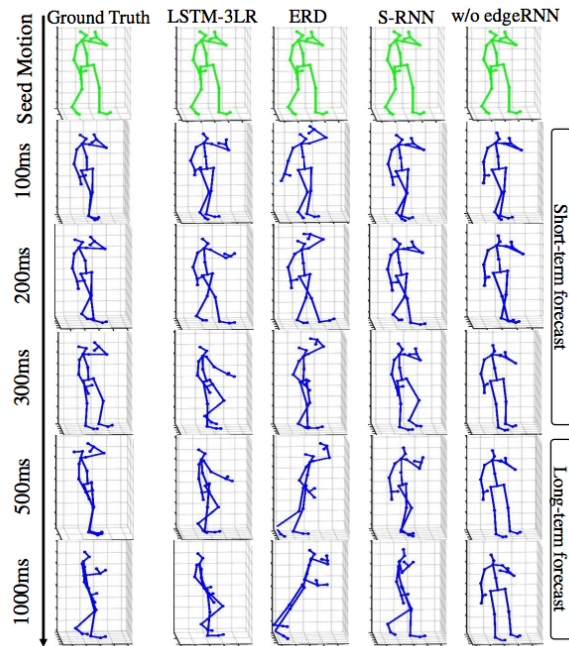 Ground Truth LSTM-3LR ERD S-RNN w/o edgeRNN
Seed Motion
100ms
200ms
300ms
500ms
1000ms
Short-term forecast
Long-term forecast